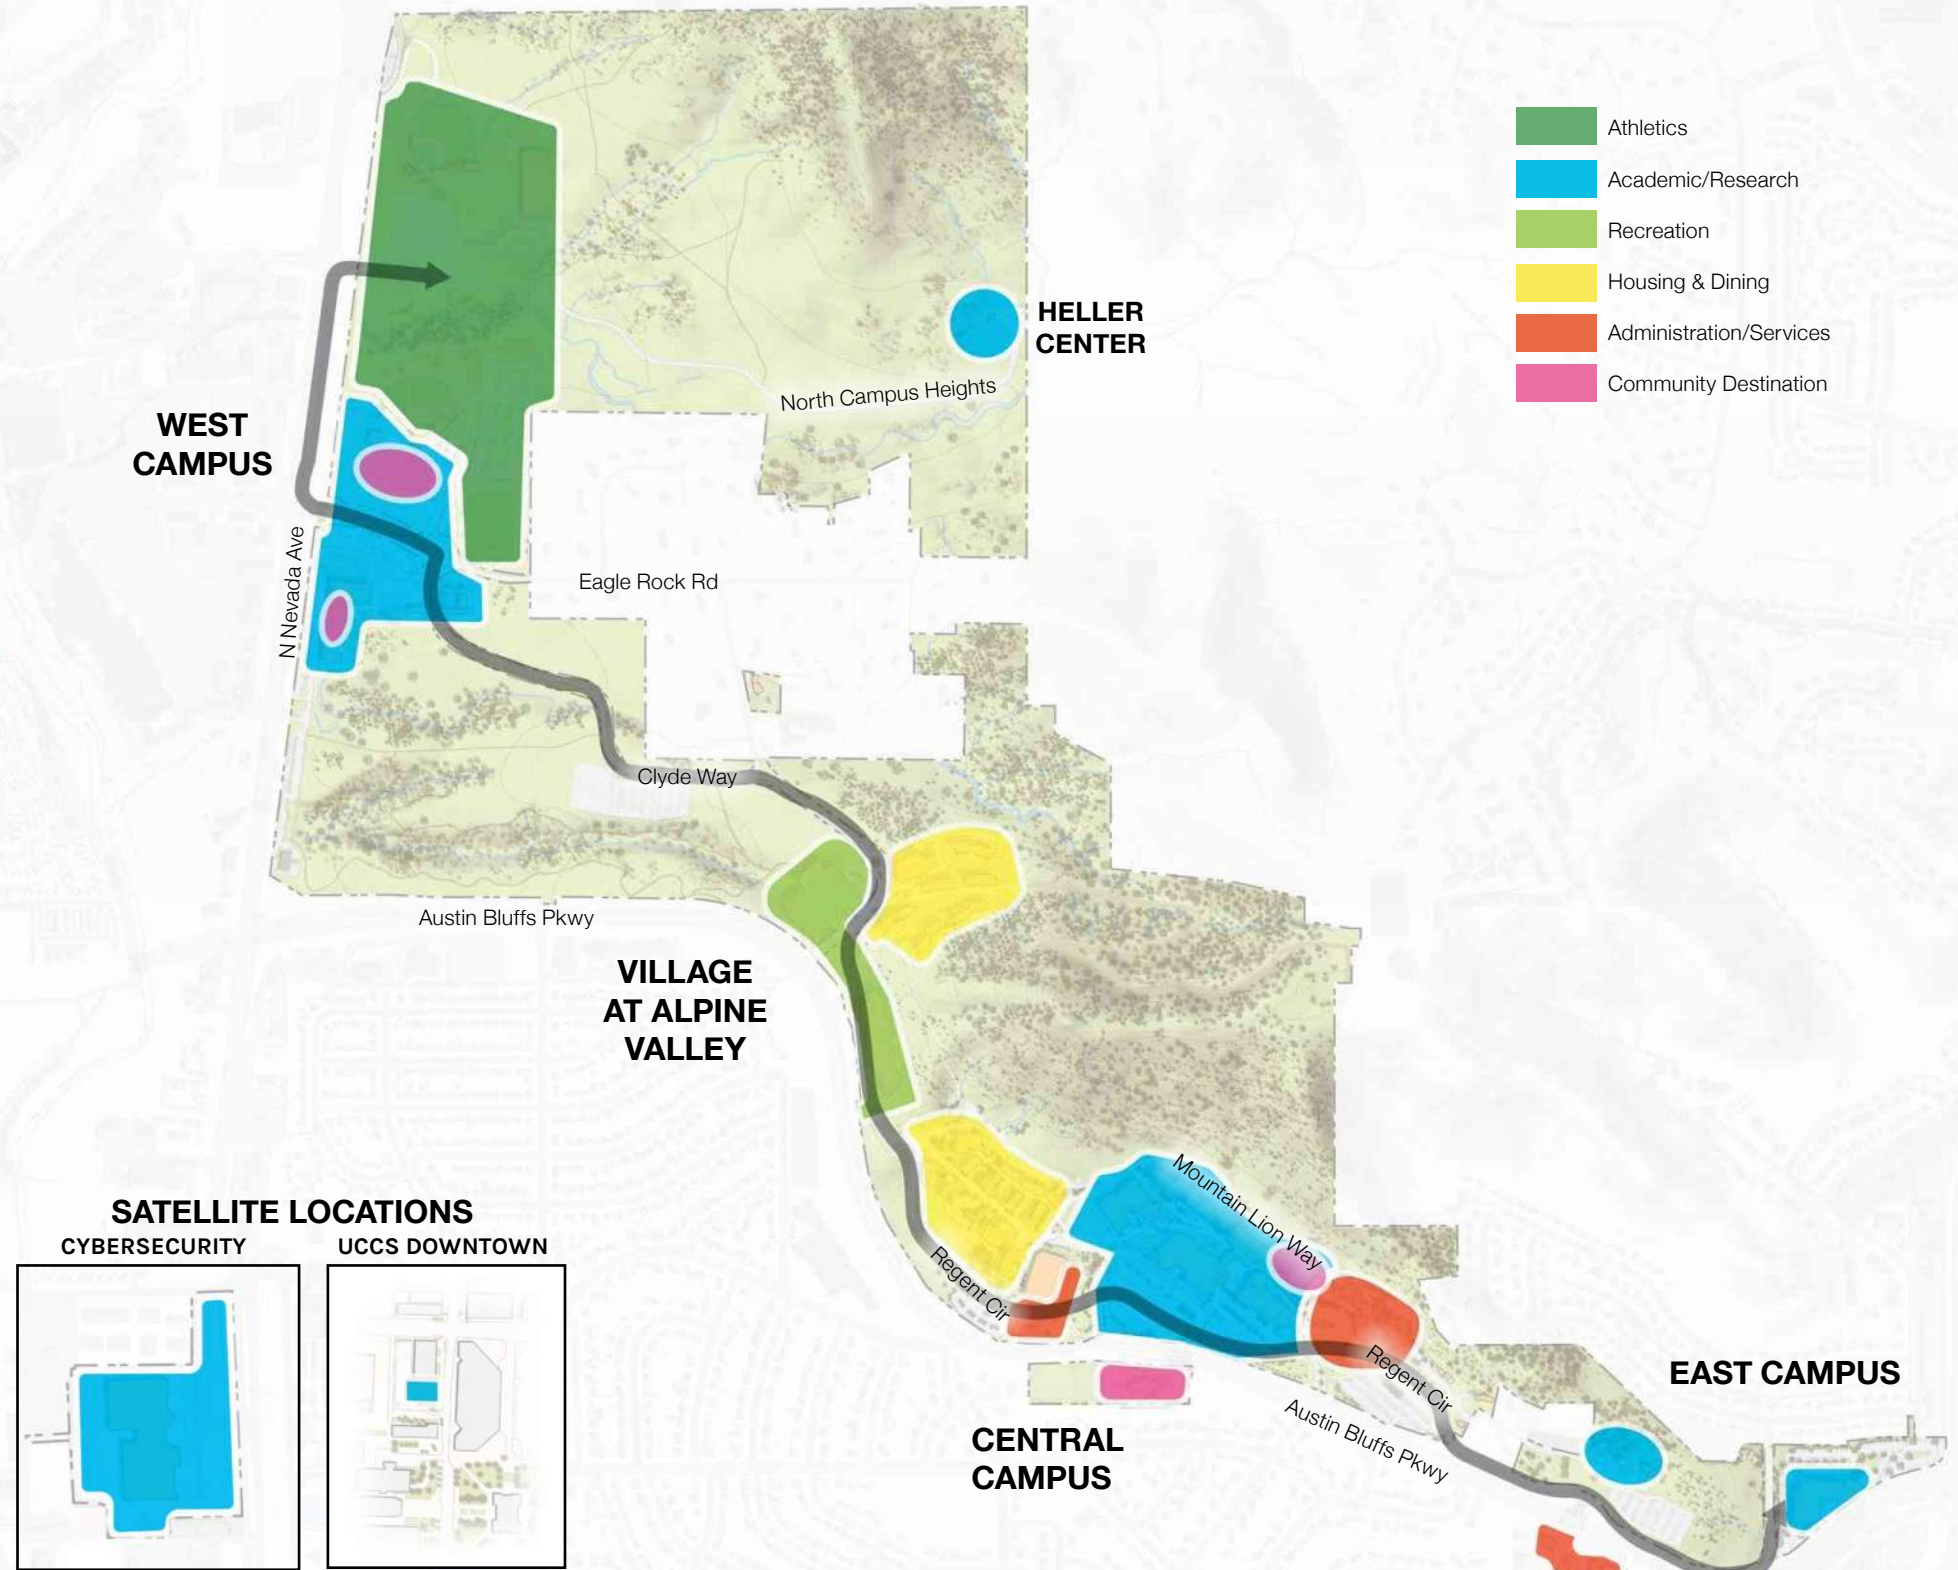 Athletics
Academic/Research
Recreation
Housing & Dining
Administration/Services
Community Destination
HELLER
CENTER
North Campus Heights
WEST
CAMPUS
N Nevada Ave
Eagle Rock Rd
Clyde Way
Austin Bluffs Pkwy
VILLAGE
AT ALPINE
VALLEY
Mountain Lion Way
Regent Cir
Regent Cir
Austin Bluffs Pkwy
EAST CAMPUS
CENTRAL
CAMPUS
SATELLITE LOCATIONS
CYBERSECURITY
UCCS DOWNTOWN